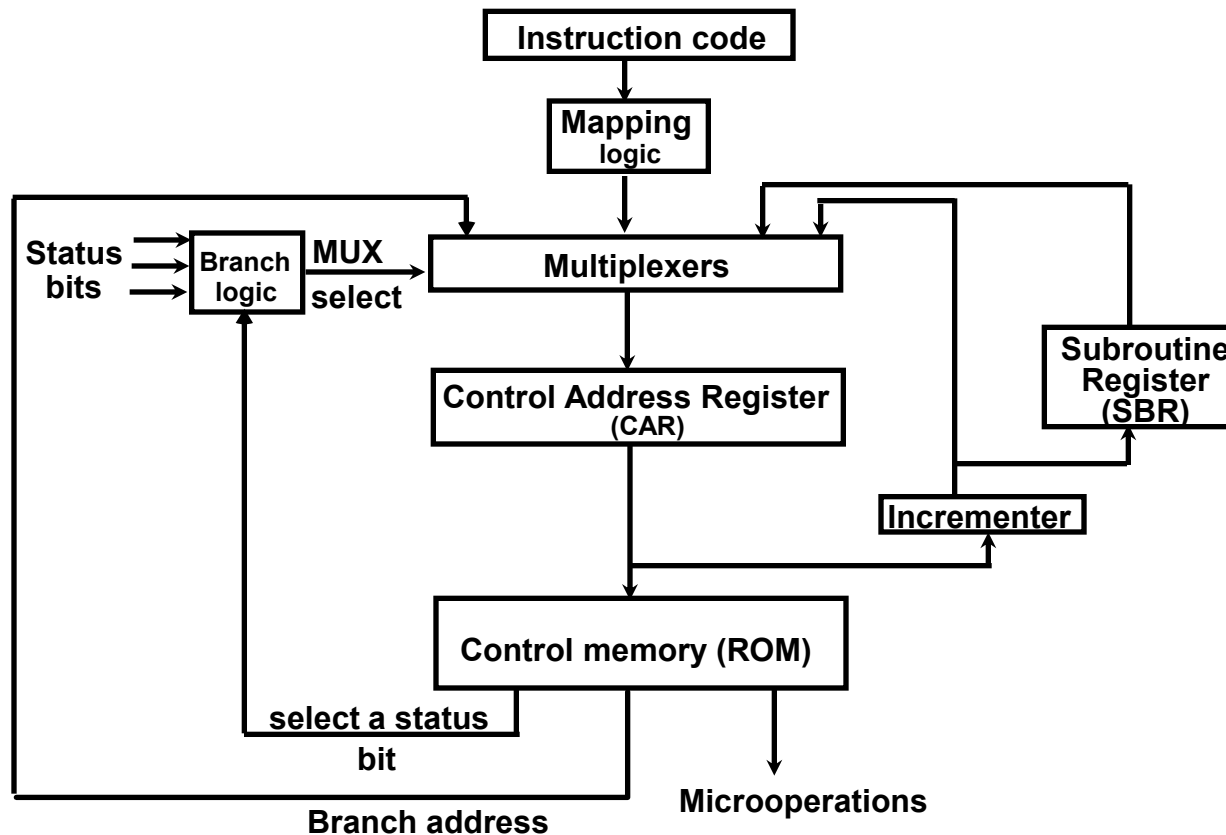 Instruction code
Mapping
logic
Status
bits
Branch
logic
MUX
select
Multiplexers
Subroutine
Register
(SBR)
Control Address Register
(CAR)
Incrementer
Control memory (ROM)
select a status
bit
Microoperations
Branch address